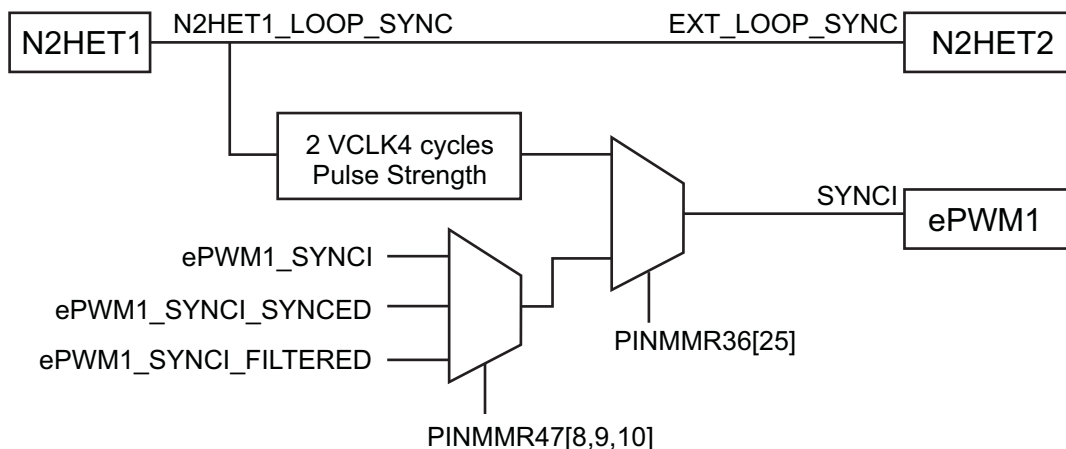 N2HET1
N2HET1_LOOP_SYNC
EXT_LOOP_SYNC
N2HET2
2 VCLK4 cycles
Pulse Strength
SYNCI
ePWM1
ePWM1_SYNCI
ePWM1_SYNCI_SYNCED
ePWM1_SYNCI_FILTERED
PINMMR36[25]
PINMMR47[8,9,10]